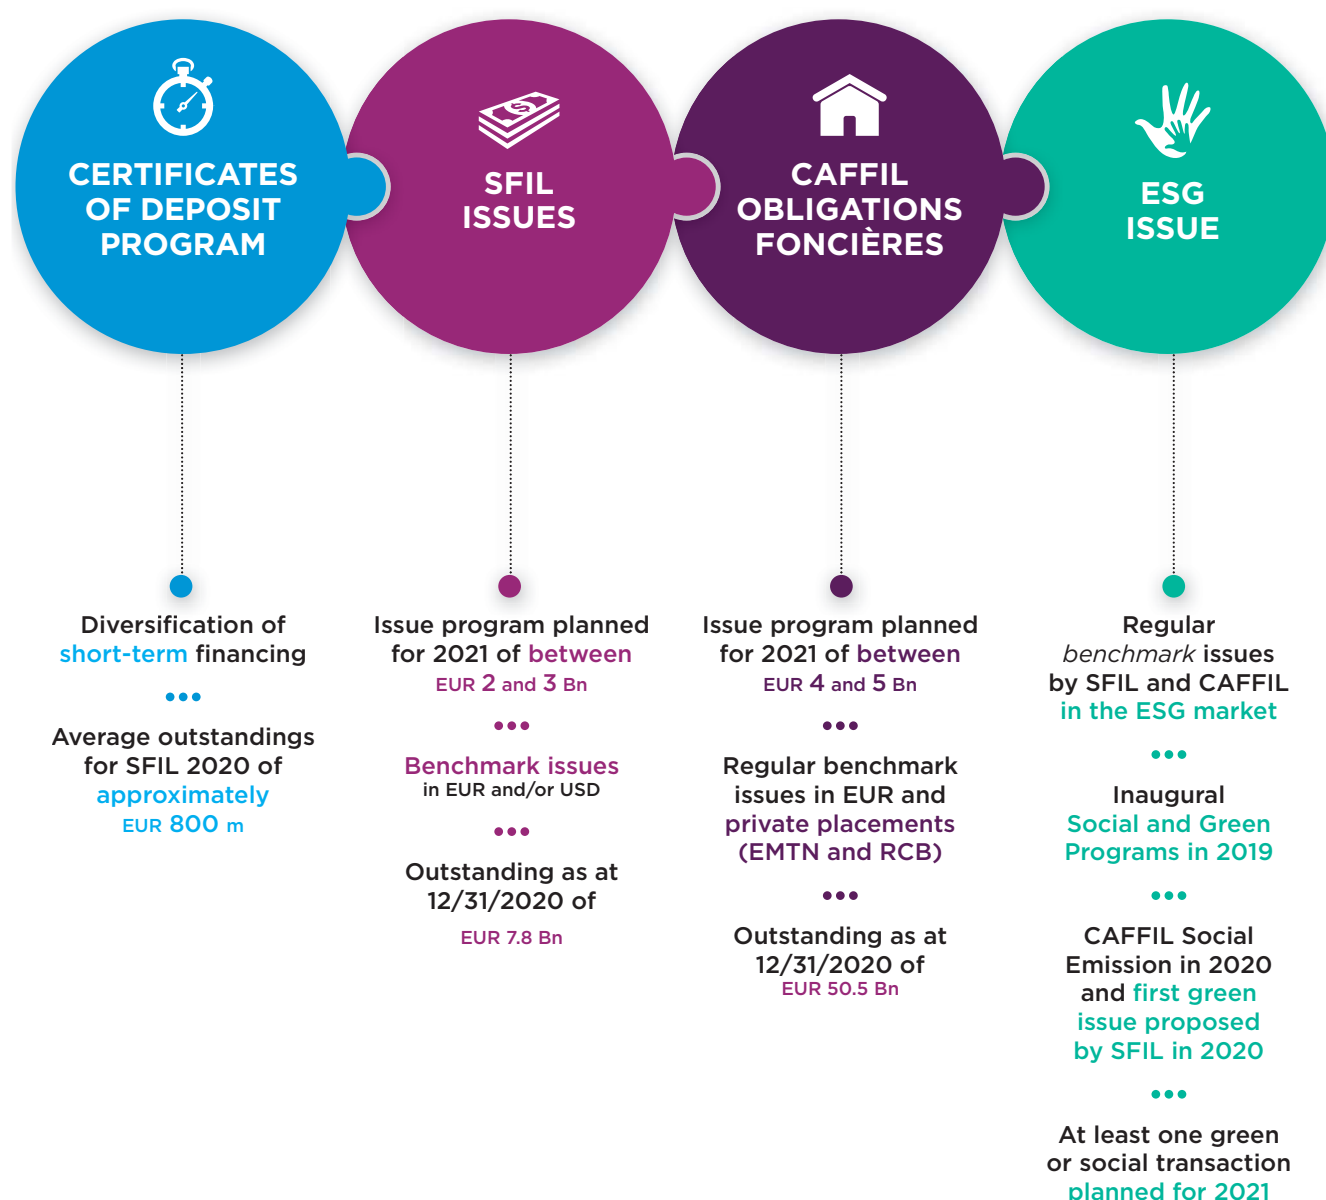 CERTIFICATES
OF DEPOSIT
PROGRAM
Diversification of
short-term financing
Average outstandings
for SFIL 2020 of
approximately
EUR 800 m
SFIL
ISSUES
Issue program planned
for 2021 of between
EUR 2 and 3 Bn
Benchmark issues
in EUR and/or USD
Outstanding as at
12/31/2020 of
EUR 7.8 Bn
CAFFIL
OBLIGATIONS
FONCIÈRES
Issue program planned
for 2021 of between
EUR 4 and 5 Bn
Regular benchmark
issues in EUR and
private placements
(EMTN and RCB)
Outstanding as at
12/31/2020 of
EUR 50.5 Bn
ESG
ISSUE
Regular
benchmark issues
by SFIL and CAFFIL
in the ESG market
Inaugural
Social and Green
Programs in 2019
CAFFIL Social
Emission in 2020
and first green
issue proposed
by SFIL in 2020
At least one green
or social transaction
planned for 2021